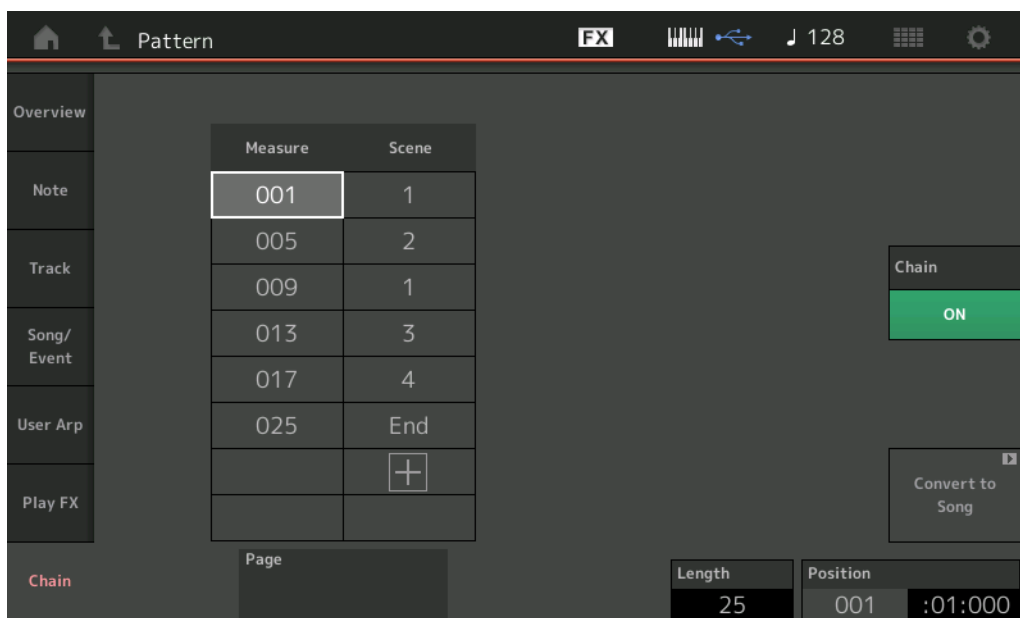 Pattern FX 128
Overview
Note
Track
Song/
Event
User Arp
Play FX
Chain
Measure Scene
001 1
005 2
009 1
013 3
017 4
025 End
Chain
ON
Convert to
Song
Page
Length
25
Position
001 :01:000